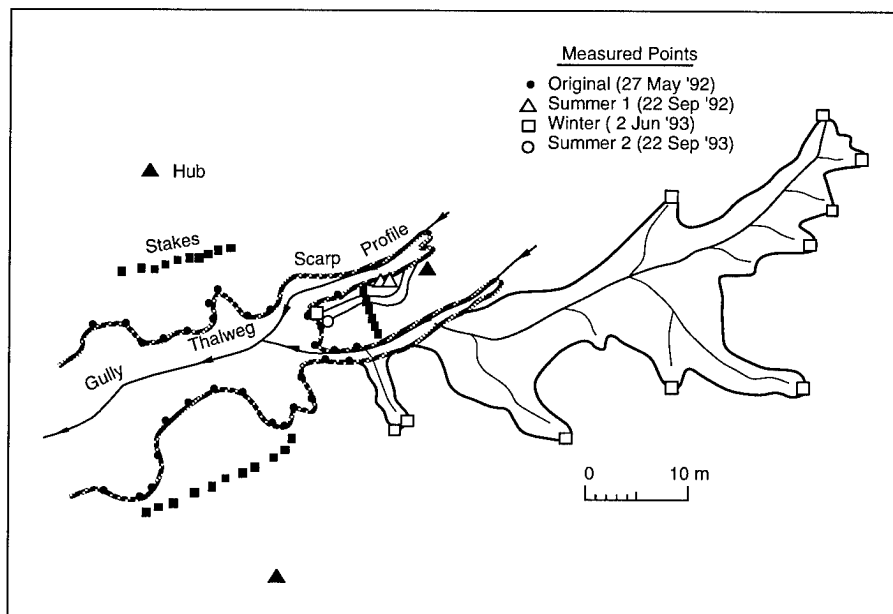 Measured Points
Original (27 May '92)
Summer 1 (22 Sep '92)
Winter ( 2 Jun '93)
Summer 2 (22 Sep '93)
Hub
Stakes
Scarp
Profile
Thalweg
Gully
0 10 m